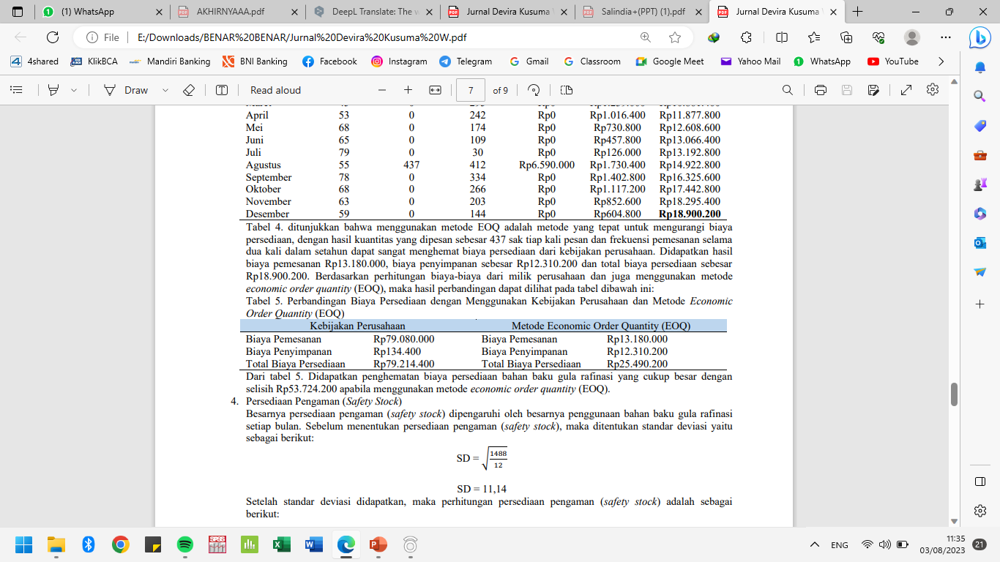 (1) WhatsApp
AKHIRNYAAA.pdf
DeepL Translate: The w
Jurnal Devira Kusuma W
Salindia+(PPT) (1).pdf
Jurnal Devira Kusuma W
File E:/Downloads/BENAR%20BENAR/Jurnal%20Devira%20Kusuma%20W.pdf
4shared KlikBCA Mandiri Banking BNI Banking Facebook Instagram Telegram Gmail Classroom Google Meet Yahoo Mail WhatsApp YouTube
Draw Read aloud 7 of 9
April 53 0 242 Rp0 Rp1.016.400 Rp11.877.800
Mei 68 0 174 Rp0 Rp730.800 Rp12.608.600
Juni 65 0 109 Rp0 Rp457.800 Rp13.066.400
Juli 79 0 30 Rp0 Rp126.000 Rp13.192.800
Agustus 55 437 412 Rp6.590.000 Rp1.730.400 Rp14.922.800
September 78 0 334 Rp0 Rp1.402.800 Rp16.325.600
Oktober 68 0 266 Rp0 Rp1.117.200 Rp17.442.800
November 63 0 203 Rp0 Rp852.600 Rp18.295.400
Desember 59 0 144 Rp0 Rp604.800 Rp18.900.200
Tabel 4. ditunjukkan bahwa menggunakan metode EOQ adalah metode yang tepat untuk mengurangi biaya
persediaan, dengan hasil kuantitas yang dipesan sebesar 437 sak tiap kali pesan dan frekuensi pemesanan selama
dua kali dalam setahun dapat sangat menghemat biaya persediaan dari kebijakan perusahaan. Didapatkan hasil
biaya pemesanan Rp13.180.000, biaya penyimpanan sebesar Rp12.310.200 dan total biaya persediaan sebesar
Rp18.900.200. Berdasarkan perhitungan biaya-biaya dari milik perusahaan dan juga menggunakan metode
economic order quantity (EOQ), maka hasil perbandingan dapat dilihat pada tabel dibawah ini:
Tabel 5. Perbandingan Biaya Persediaan dengan Menggunakan Kebijakan Perusahaan dan Metode Economic
Order Quantity (EOQ)
Kebijakan Perusahaan Metode Economic Order Quantity (EOQ)
Biaya Pemesanan Rp79.080.000 Biaya Pemesanan Rp13.180.000
Biaya Penyimpanan Rp134.400 Biaya Penyimpanan Rp12.310.200
Total Biaya Persediaan Rp79.214.400 Total Biaya Persediaan Rp25.490.200
Dari tabel 5. Didapatkan penghematan biaya persediaan bahan baku gula rafinasi yang cukup besar dengan
selisih Rp53.724.200 apabila menggunakan metode economic order quantity (EOQ).
4. Persediaan Pengaman (Safety Stock)
Besarnya persediaan pengaman (safety stock) dipengaruhi oleh besarnya penggunaan bahan baku gula rafinasi
setiap bulan. Sebelum menentukan persediaan pengaman (safety stock), maka ditentukan standar deviasi yaitu
sebagai berikut:
SD = √1488/12
SD = 11,14
Setelah standar deviasi didapatkan, maka perhitungan persediaan pengaman (safety stock) adalah sebagai
berikut:
ENG
11:35
03/08/2023
21